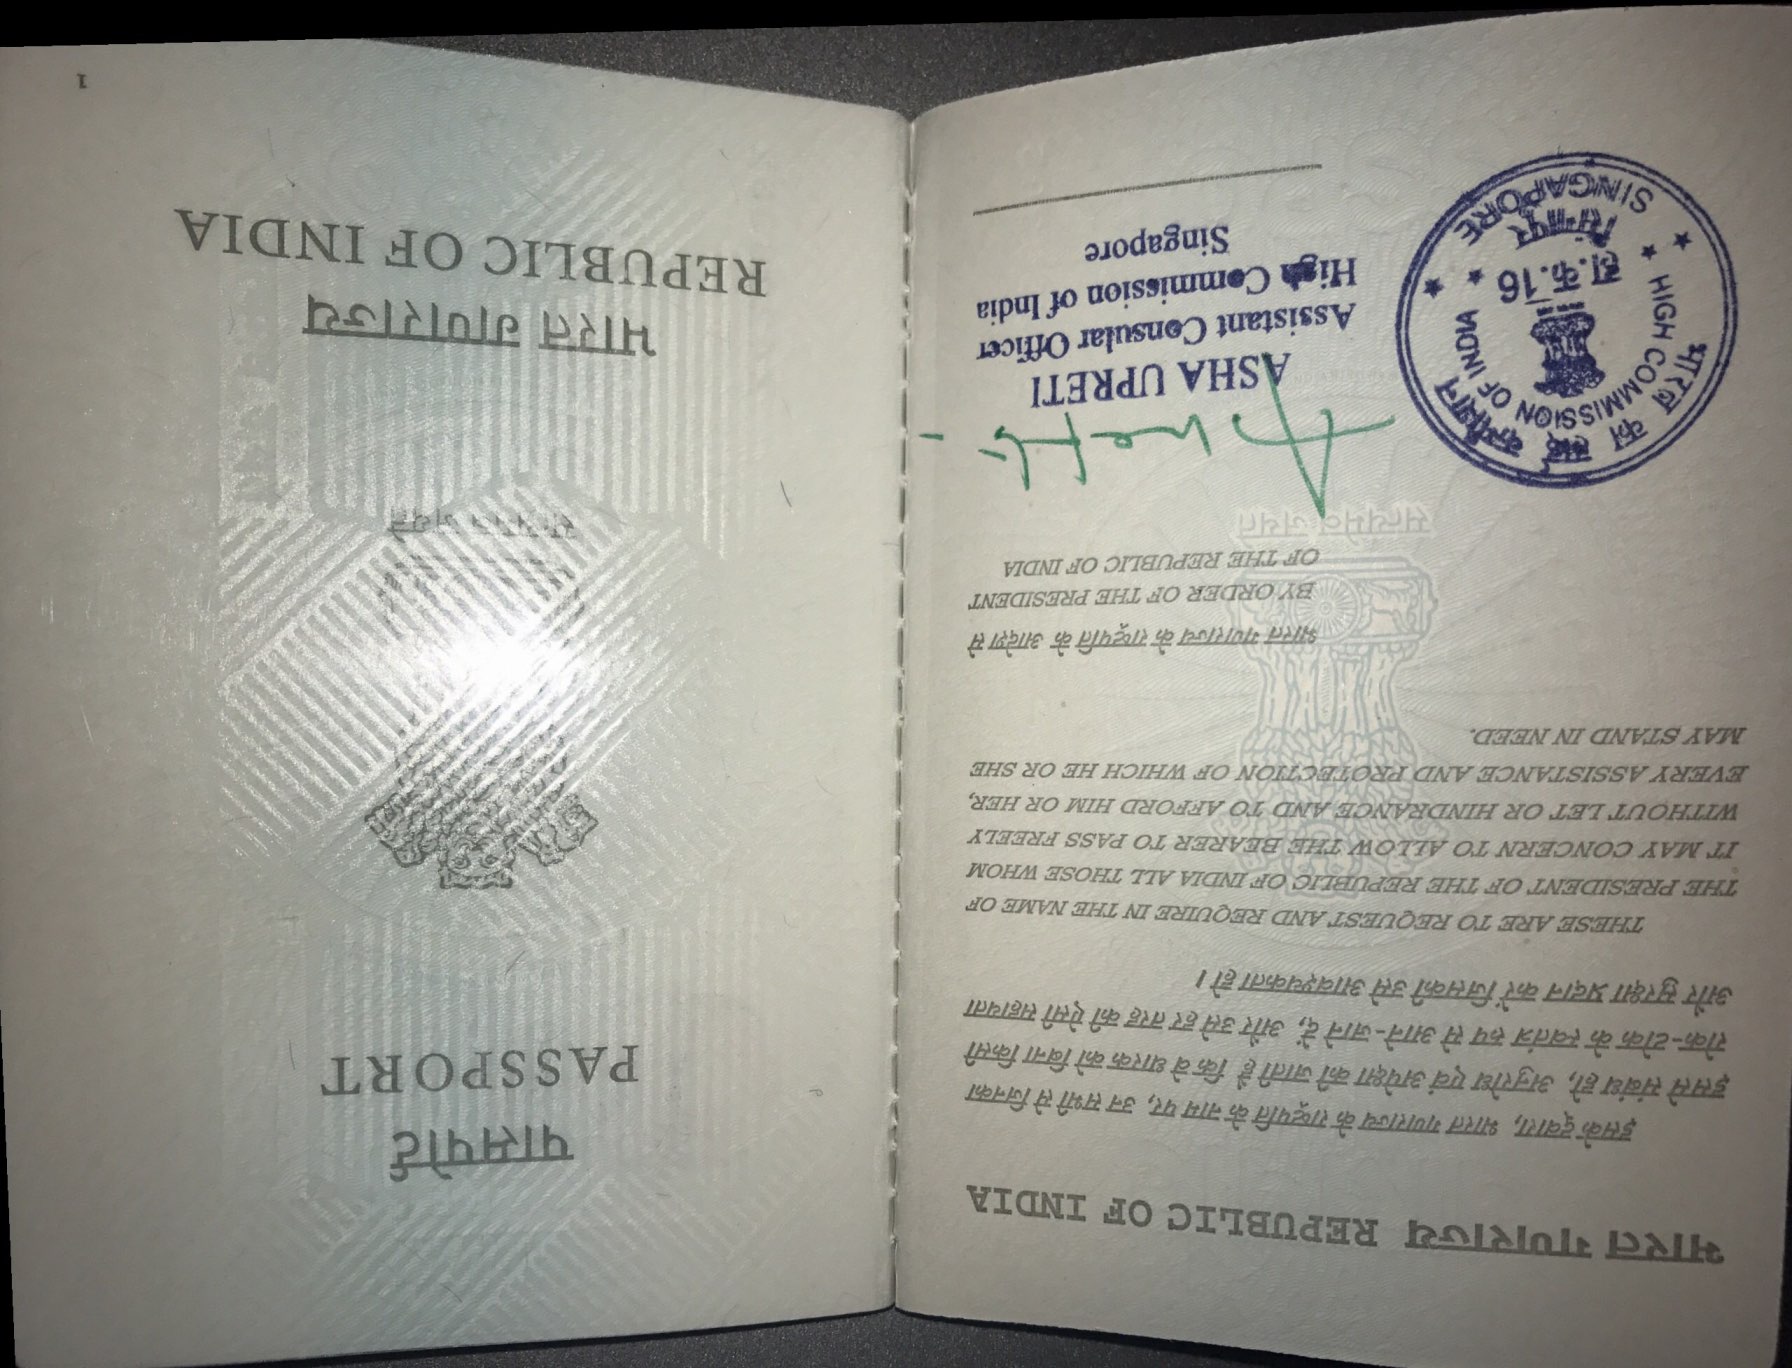 भारत गणराज्य REPUBLIC OF INDIA
इसके द्वारा, भारत गणराज्य के राष्ट्रपति के नाम पर, उन सभी से जिनका
इससे संबंध हो, अनुरोध एवं अपेक्षा की जाती है कि वे धारक को बिना किसी
रोक-टोक के स्वतंत्र रूप से आने-जाने दें, और उसे हर तरह की ऐसी सहायता
और सुरक्षा प्रदान करें जिसकी उसे आवश्यकता हो।
THESE ARE TO REQUEST AND REQUIRE IN THE NAME OF
THE PRESIDENT OF THE REPUBLIC OF INDIA ALL THOSE WHOM
IT MAY CONCERN TO ALLOW THE BEARER TO PASS FREELY
WITHOUT LET OR HINDRANCE AND TO AFFORD HIM OR HER,
EVERY ASSISTANCE AND PROTECTION OF WHICH HE OR SHE
MAY STAND IN NEED.
भारत गणराज्य के राष्ट्रपति के आदेश से
BY ORDER OF THE PRESIDENT
OF THE REPUBLIC OF INDIA
सत्यमेव जयते
ASHA UPRETI
Assistant Consular Officer
High Commission of India
Singapore
भारत का हाई कमीशन
HIGH COMMISSION OF INDIA
हा.क.16
सिंगापुर
SINGAPORE
पासपोर्ट
PASSPORT
सत्यमेव जयते
भारत गणराज्य
REPUBLIC OF INDIA
1